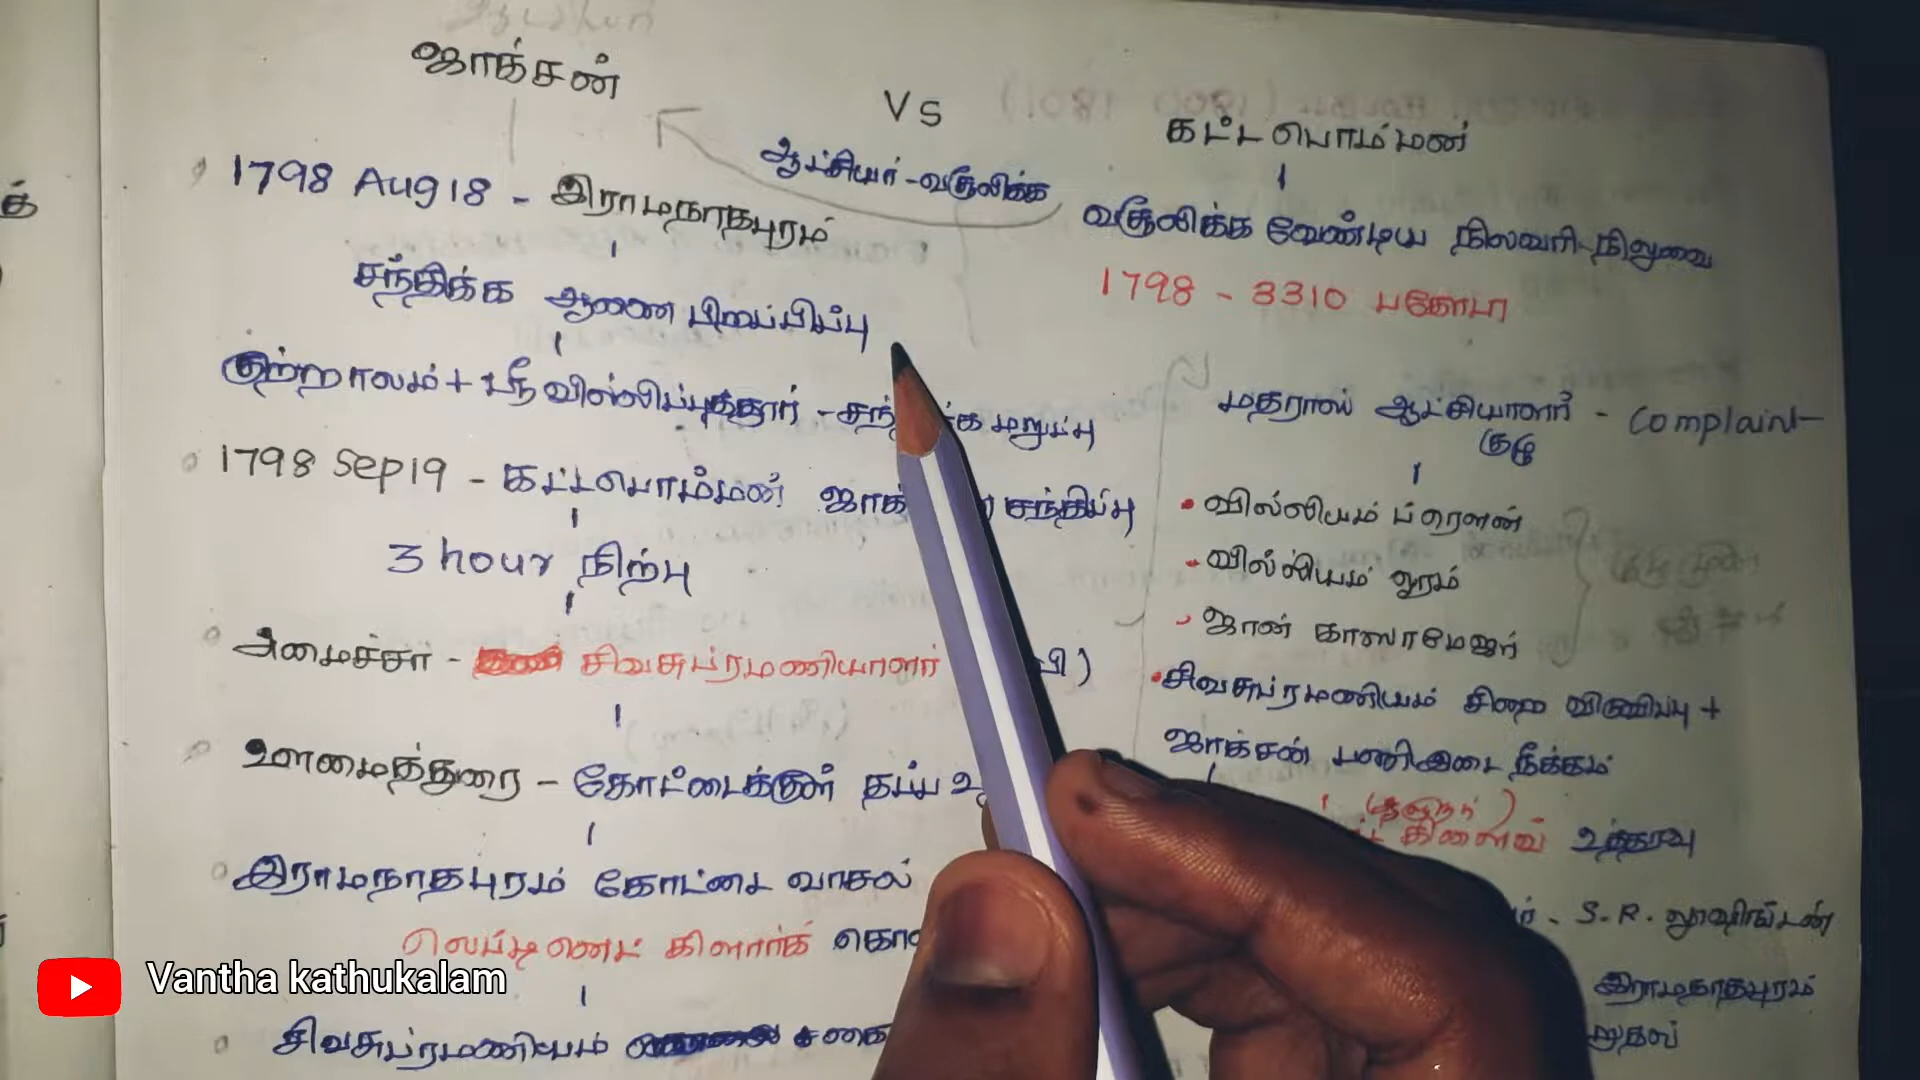 ஜாக்சன்
VS
கட்டபொம்மன்
1798 Aug 18 - இராமநாதபுரம்
ஆட்சியர் - வசூலிக்க
வசூலிக்க வேண்டிய நிலவரி - நிலுவை
சந்திக்க ஆணை பிறப்பிப்பு
1798 - 3310 பகோடா
குற்றாலம் + ஸ்ரீவில்லிப்புத்தூர் - மறுப்பு
1798 Sep 19 - கட்டபொம்மன் சந்திப்பு
3 hour நிற்பு
அமைச்சர் - சிவசுப்ரமணியாளர்
ஊமைத்துரை - கோட்டைக்குள் தப்ப
இராமநாதபுரம் கோட்டை வாசல்
லெப்டினெட் கிளார்க்
சிவசுப்ரமணியம்
மதராஸ் ஆட்சியாளர் - Complaint
குழு
• வில்லியம் ப்ரௌன்
• வில்லியம் ஓரம்
ஜான் காஸாமேஜர்
• சிவசுப்ரமணியம் சிறை விடுவிப்பு +
ஜாக்சன் பணி இடை நீக்கம்
உத்தரவு
S.R. லூஷிங்டன்
இராமநாதபுரம்
Vantha kathukalam